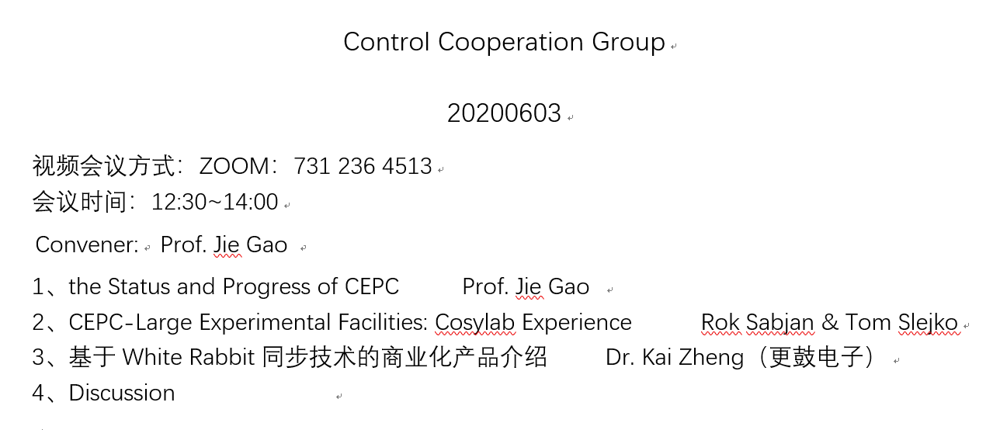 Control Cooperation Group
20200603
视频会议方式：ZOOM：731 236 4513
会议时间：12:30~14:00
Convener: Prof. Jie Gao
1、the Status and Progress of CEPC Prof. Jie Gao
2、CEPC-Large Experimental Facilities: Cosylab Experience Rok Sabjan & Tom Slejko
3、基于 White Rabbit 同步技术的商业化产品介绍 Dr. Kai Zheng（更鼓电子）
4、Discussion